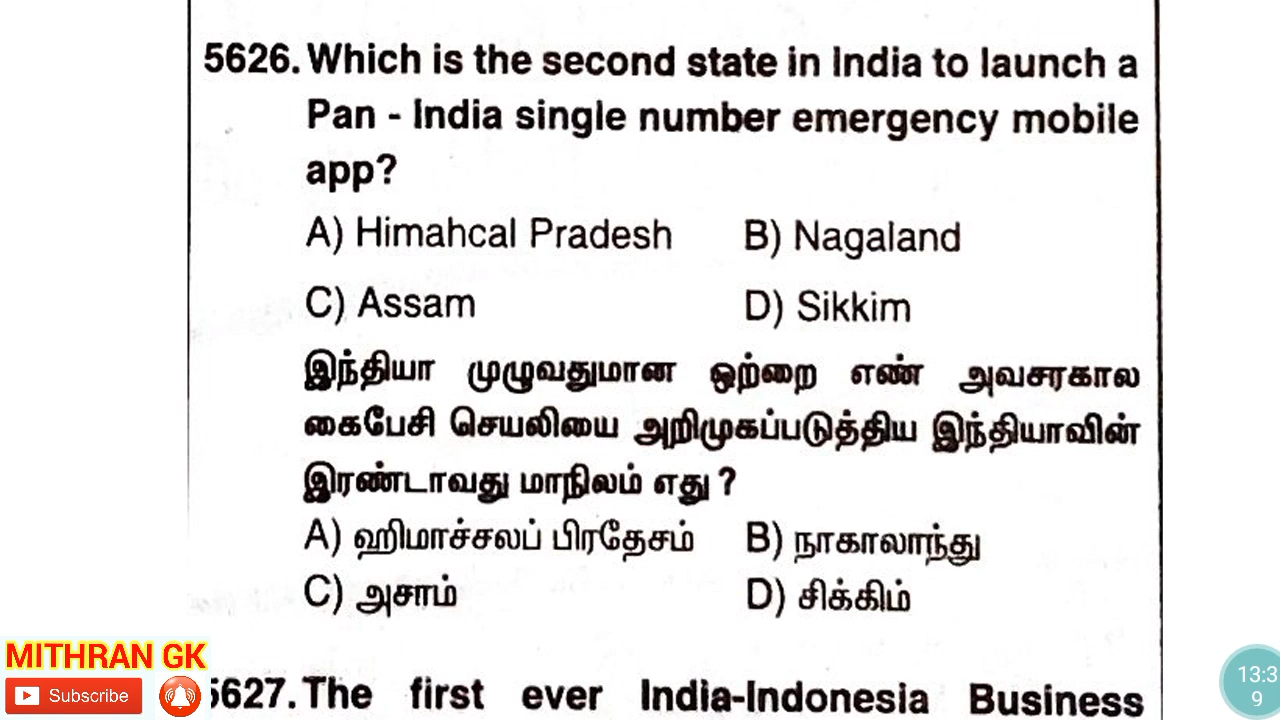 5626. Which is the second state in India to launch a
Pan - India single number emergency mobile
app?
A) Himahcal Pradesh B) Nagaland
C) Assam D) Sikkim
இந்தியா முழுவதுமான ஒற்றை எண் அவசரகால
கைபேசி செயலியை அறிமுகப்படுத்திய இந்தியாவின்
இரண்டாவது மாநிலம் எது ?
A) ஹிமாச்சலப் பிரதேசம் B) நாகாலாந்து
C) அசாம் D) சிக்கிம்
MITHRAN GK
Subscribe
13:3
9
5627. The first ever India-Indonesia Business